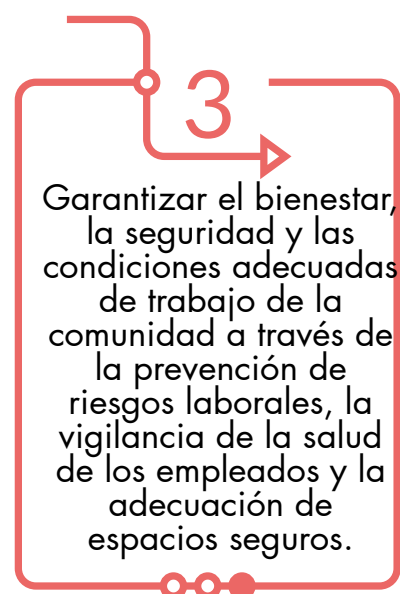 3
Garantizar el bienestar,
la seguridad y las
condiciones adecuadas
de trabajo de la
comunidad a través de
la prevención de
riesgos laborales, la
vigilancia de la salud
de los empleados y la
adecuación de
espacios seguros.